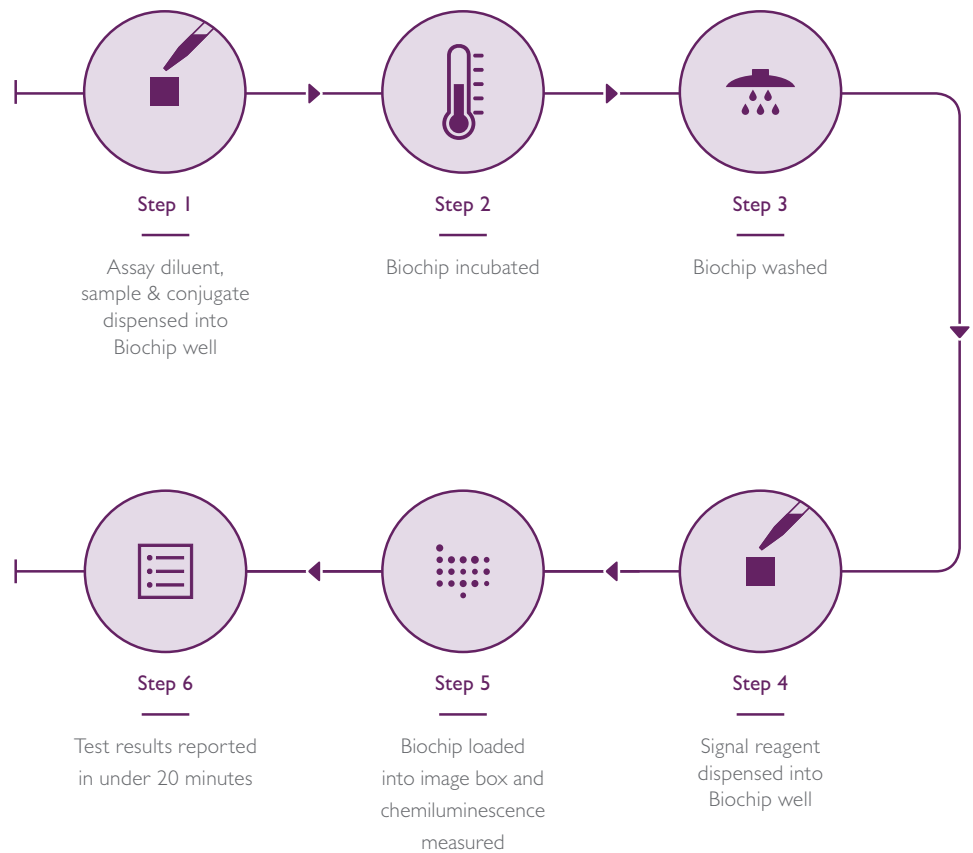 Step 1
Assay diluent,
sample & conjugate
dispensed into
Biochip well
Step 2
Biochip incubated
Step 3
Biochip washed
Step 4
Signal reagent
dispensed into
Biochip well
Step 5
Biochip loaded
into image box and
chemiluminescence
measured
Step 6
Test results reported
in under 20 minutes